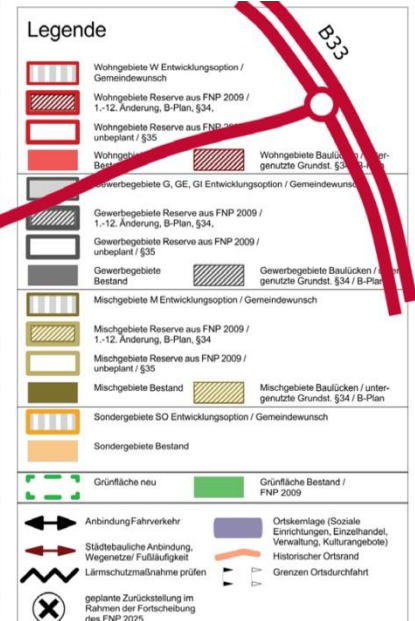 Legende
B33
Wohngebiete W Entwicklungsoption /
Gemeindewunsch
Wohngebiete Reserve aus FNP 2009 /
1.-12. Änderung, B-Plan, §34,
Wohngebiete Reserve aus FNP
unbeplant / §35
Wohngebiete Baulücken /
genutzte Grundst. §34 / B-Plan
Gewerbegebiete G, GE, GI Entwicklungsoption / Gemeindewunsch
Gewerbegebiete Reserve aus FNP 2009 /
1.-12. Änderung, B-Plan, §34,
Gewerbegebiete Reserve aus FNP 2009 /
unbeplant / §35
Gewerbegebiete
Bestand
Gewerbegebiete Baulücken /
genutzte Grundst. §34 / B-Plan
Mischgebiete M Entwicklungsoption / Gemeindewunsch
Mischgebiete Reserve aus FNP 2009 /
1.-12. Änderung, B-Plan, §34
Mischgebiete Reserve aus FNP 2009 /
unbeplant / §35
Mischgebiete Bestand
Mischgebiete Baulücken / unter-
genutzte Grundst. §34 / B-Plan
Sondergebiete SO Entwicklungsoption / Gemeindewunsch
Sondergebiete Bestand
Grünfläche neu
Grünfläche Bestand /
FNP 2009
Anbindung Fahrverkehr
Städtebauliche Anbindung,
Wegenetze/ Fußläufigkeit
Lärmschutzmaßnahme prüfen
geplante Zurückstellung im
Rahmen der Fortscheibung
des FNP 2025
Ortskernlage (Soziale
Einrichtungen, Einzelhandel,
Verwaltung, Kulturangebote)
Historischer Ortsrand
Grenzen Ortsdurchfahrt